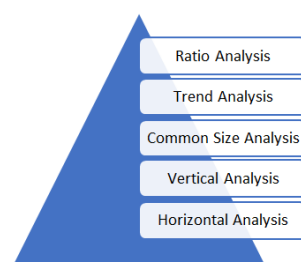 Ratio Analysis
Trend Analysis
Common Size Analysis
Vertical Analysis
Horizontal Analysis